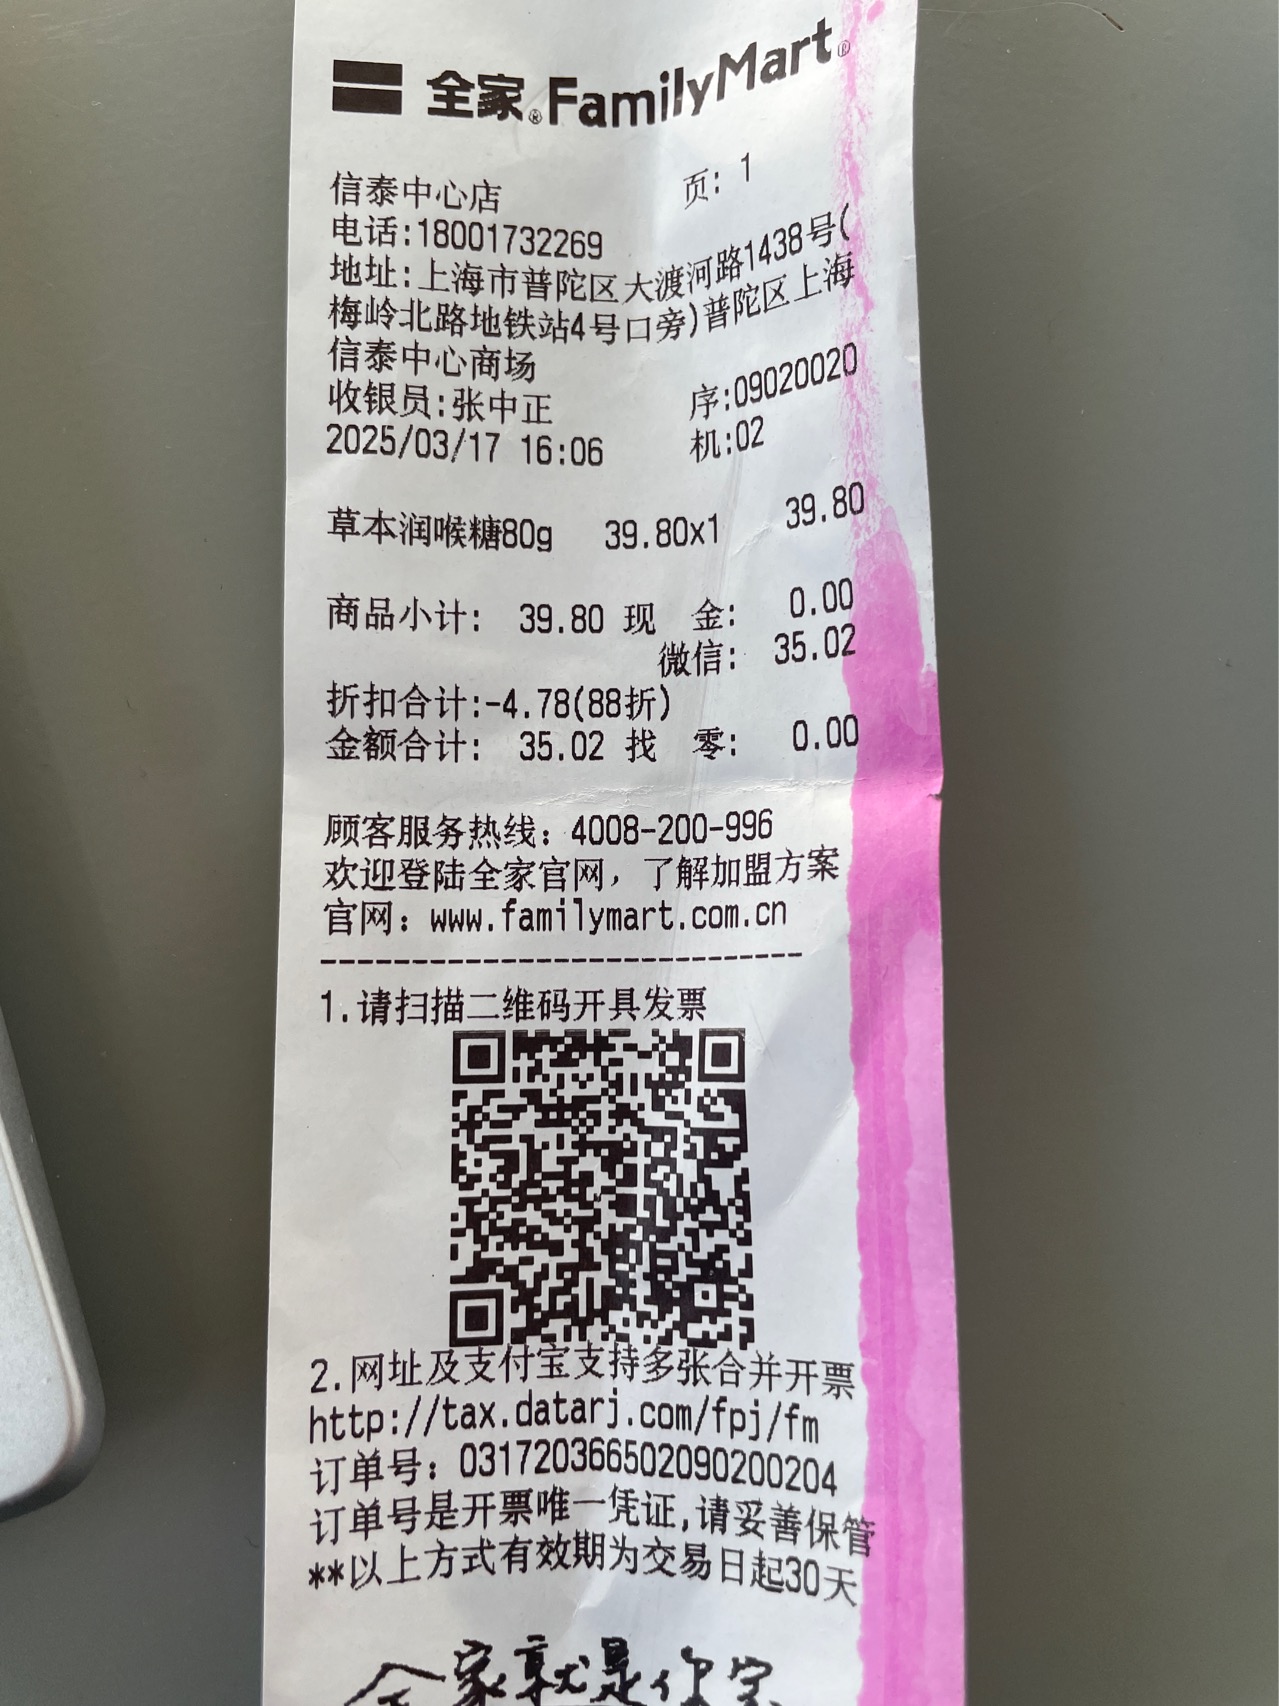 全家® FamilyMart®
信泰中心店 页: 1
电话:18001732269
地址:上海市普陀区大渡河路1438号(
梅岭北路地铁站4号口旁)普陀区上海
信泰中心商场
收银员:张中正 序:09020020
2025/03/17 16:06 机:02
草本润喉糖80g 39.80x1 39.80
商品小计: 39.80 现 金: 0.00
微信: 35.02
折扣合计:-4.78(88折)
金额合计: 35.02 找 零: 0.00
顾客服务热线: 4008-200-996
欢迎登陆全家官网，了解加盟方案
官网: www.familymart.com.cn
--------------------------
1.请扫描二维码开具发票
2.网址及支付宝支持多张合并开票
http://tax.datarj.com/fpj/fm
订单号: 031720366502090200204
订单号是开票唯一凭证,请妥善保管
**以上方式有效期为交易日起30天
全家就是你家